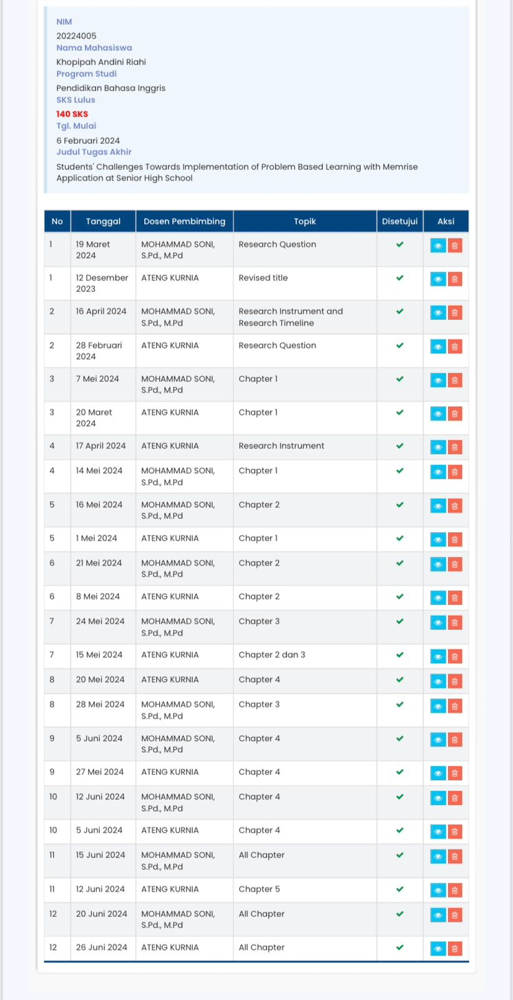 NIM
20224005
Nama Mahasiswa
Khopipah Andini Riahi
Program Studi
Pendidikan Bahasa Inggris
SKS Lulus
140 SKS
Tgl. Mulai
6 Februari 2024
Judul Tugas Akhir
Students' Challenges Towards Implementation of Problem Based Learning with Memrise
Application at Senior High School
No Tanggal Dosen Pembimbing Topik Disetujui Aksi
1 19 Maret MOHAMMAD SONI, Research Question
2024 S.Pd., M.Pd
1 12 Desember ATENG KURNIA Revised title
2023
2 16 April 2024 MOHAMMAD SONI, Research Instrument and
S.Pd., M.Pd Research Timeline
2 28 Februari ATENG KURNIA Research Question
2024
3 7 Mei 2024 MOHAMMAD SONI, Chapter 1
S.Pd., M.Pd
3 20 Maret ATENG KURNIA Chapter 1
2024
4 17 April 2024 ATENG KURNIA Research Instrument
4 14 Mei 2024 MOHAMMAD SONI, Chapter 1
S.Pd., M.Pd
5 16 Mei 2024 MOHAMMAD SONI, Chapter 2
S.Pd., M.Pd
5 1 Mei 2024 ATENG KURNIA Chapter 1
6 21 Mei 2024 MOHAMMAD SONI, Chapter 2
S.Pd., M.Pd
6 8 Mei 2024 ATENG KURNIA Chapter 2
7 24 Mei 2024 MOHAMMAD SONI, Chapter 3
S.Pd., M.Pd
7 15 Mei 2024 ATENG KURNIA Chapter 2 dan 3
8 20 Mei 2024 ATENG KURNIA Chapter 4
8 28 Mei 2024 MOHAMMAD SONI, Chapter 3
S.Pd., M.Pd
9 5 Juni 2024 MOHAMMAD SONI, Chapter 4
S.Pd., M.Pd
9 27 Mei 2024 ATENG KURNIA Chapter 4
10 12 Juni 2024 MOHAMMAD SONI, Chapter 4
S.Pd., M.Pd
10 5 Juni 2024 ATENG KURNIA Chapter 4
11 15 Juni 2024 MOHAMMAD SONI, All Chapter
S.Pd., M.Pd
11 12 Juni 2024 ATENG KURNIA Chapter 5
12 20 Juni 2024 MOHAMMAD SONI, All Chapter
S.Pd., M.Pd
12 26 Juni 2024 ATENG KURNIA All Chapter